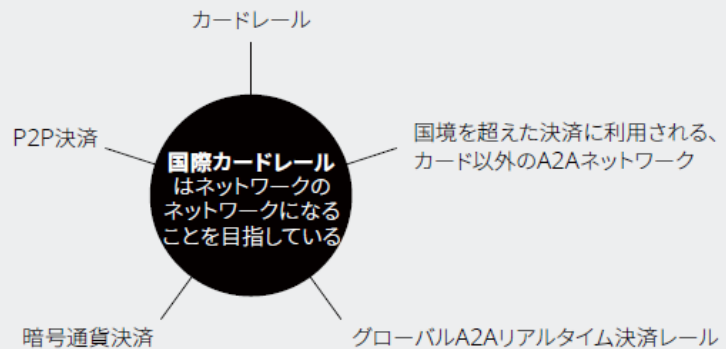 カードレール
P2P決済
国際カードレール
はネットワークの
ネットワークになる
ことを目指している
国境を超えた決済に利用される、
カード以外のA2Aネットワーク
暗号通貨決済
グローバルA2Aリアルタイム決済レール